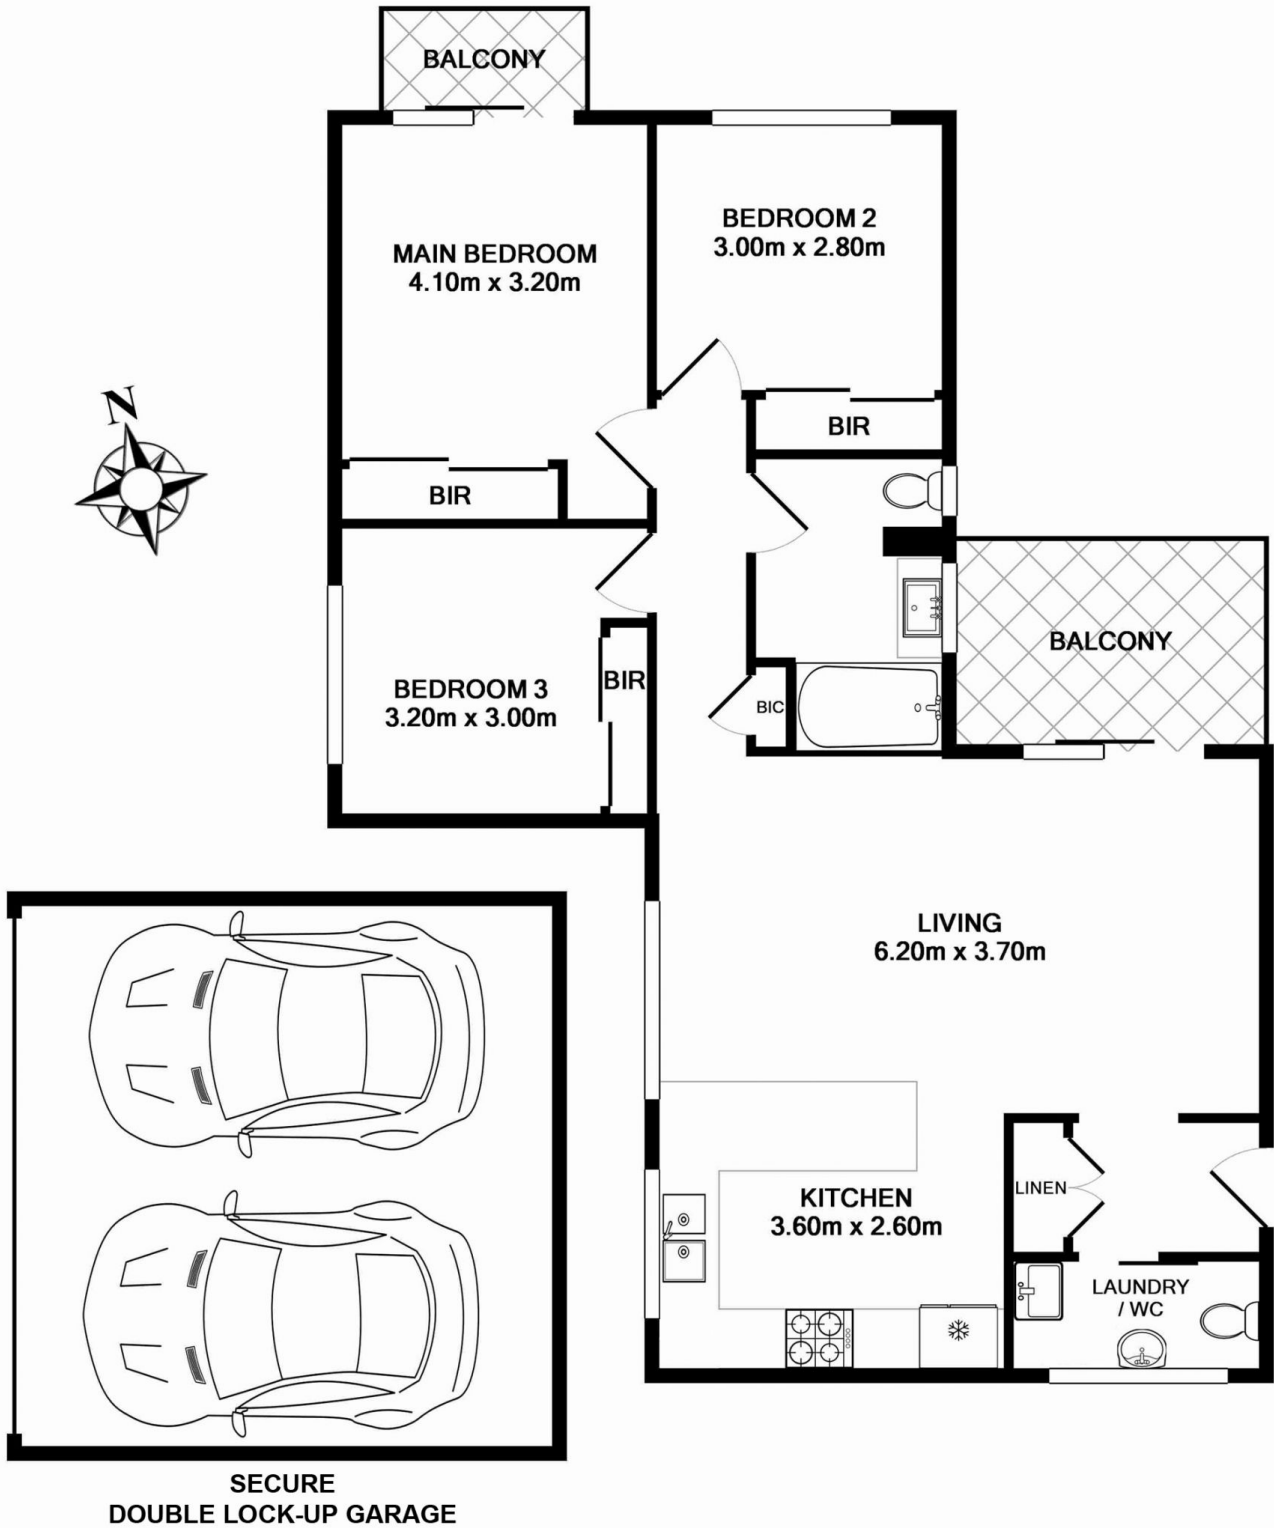 BALCONY
MAIN BEDROOM
4.10m x 3.20m
BEDROOM 2
3.00m x 2.80m
BIR
BIR
N
BEDROOM 3
3.20m x 3.00m
BIR
BIC
BALCONY
LIVING
6.20m x 3.70m
KITCHEN
3.60m x 2.60m
LINEN
LAUNDRY
/ WC
SECURE
DOUBLE LOCK-UP GARAGE